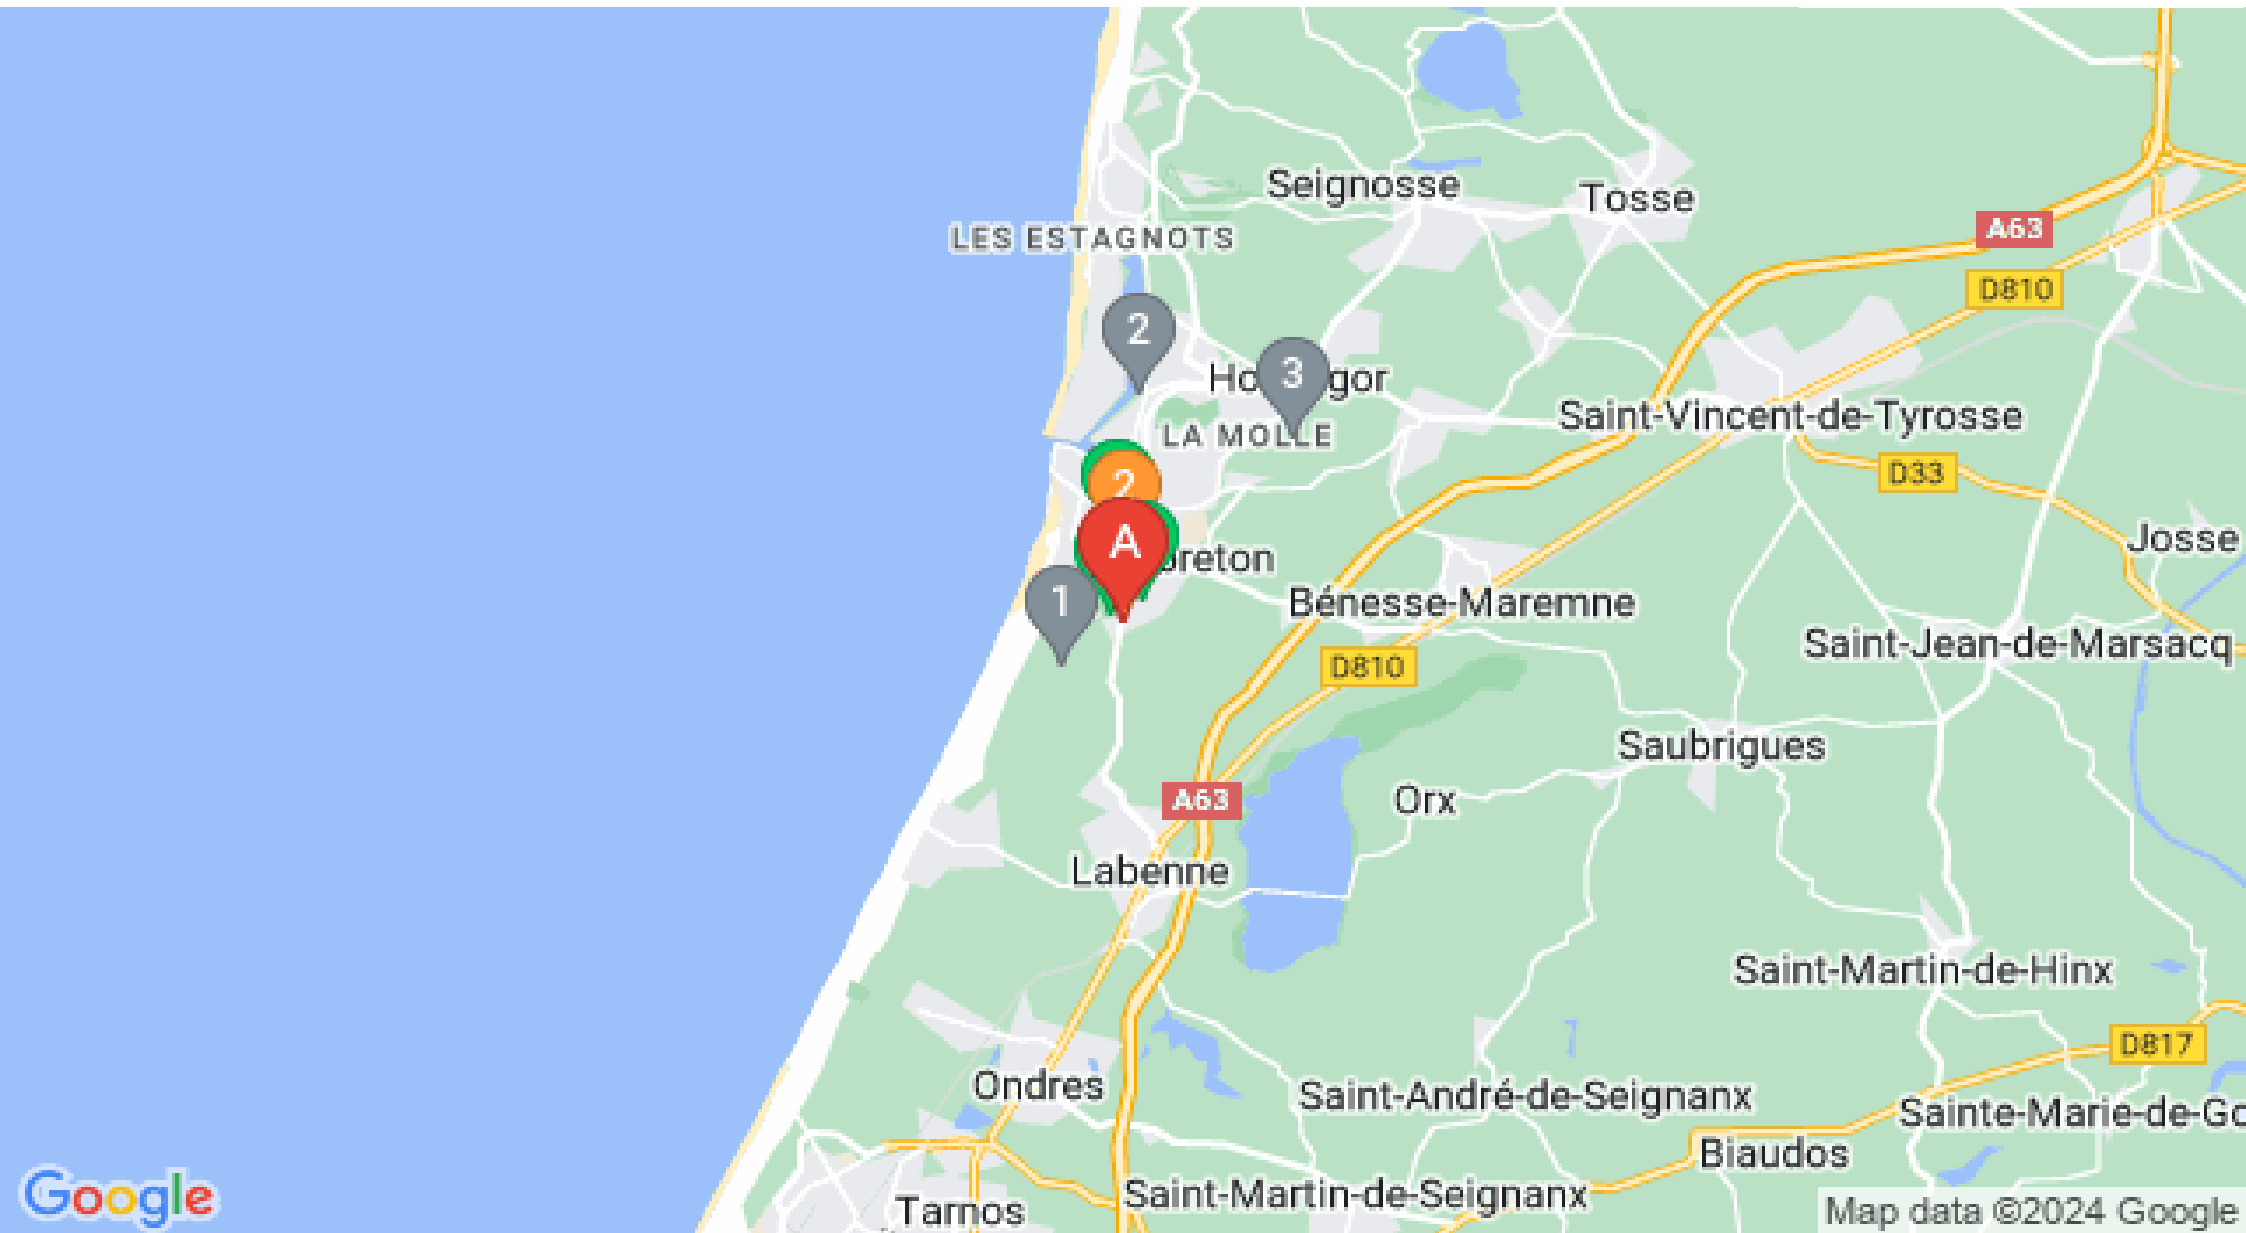 Seignosse
Tosse
A63
LES ESTAGNOTS
D810
2
3
Ho
gor
Saint-Vincent-de-Tyrosse
LA MOLLE
D33
2
A
Josse
breton
1
Bénesse-Maremne
Saint-Jean-de-Marsacq
D810
Saubrigues
A63
Orx
Labenne
Saint-Martin-de-Hinx
D817
Ondres
Saint-André-de-Seignanx
Sainte-Marie-de-Go
Biaudos
Saint-Martin-de-Seignanx
Google
Tarnos
Map data ©2024 Google